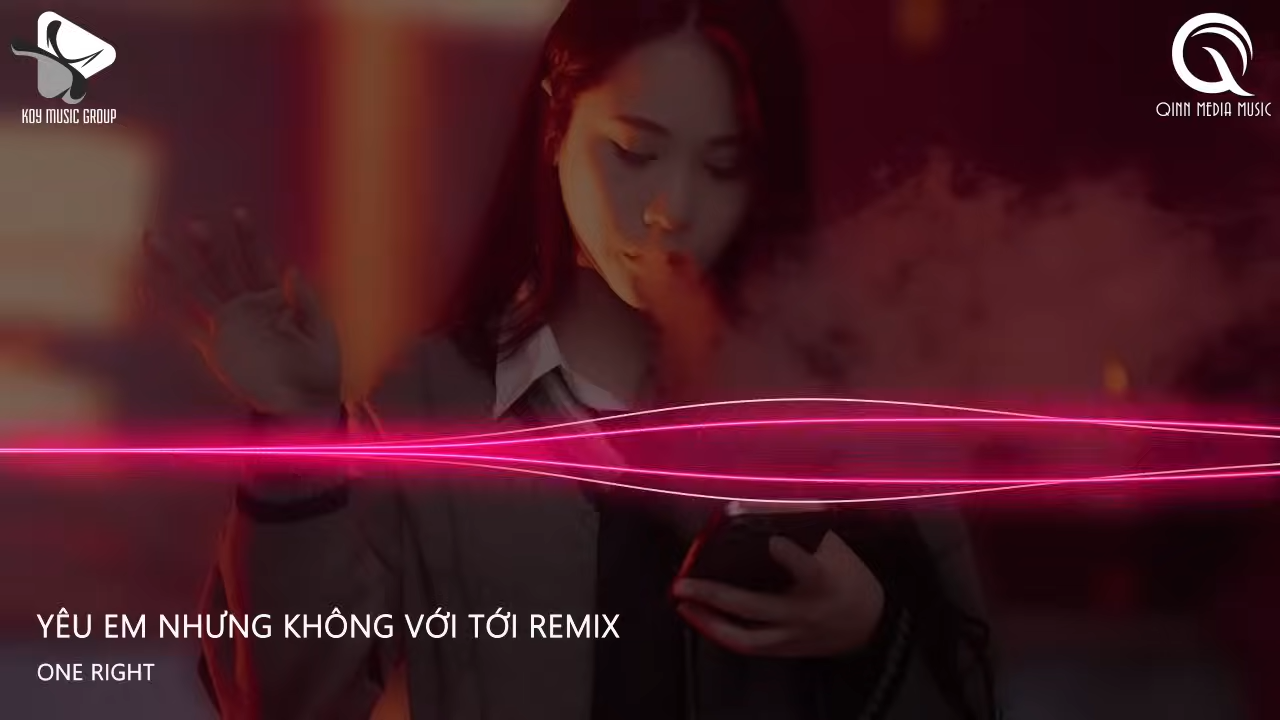 KOY MUSIC GROUP
QINN MEDIA MUSIC
YÊU EM NHƯNG KHÔNG VỚI TỚI REMIX
ONE RIGHT